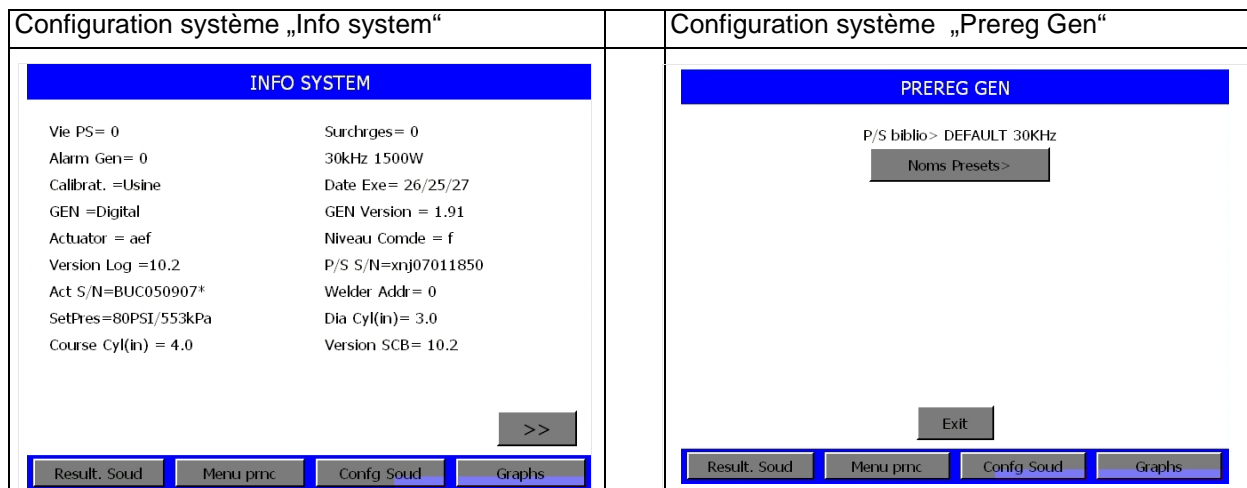 Configuration système „Info system“
INFO SYSTEM
Vie PS= 0
Surchrges= 0
Alarm Gen= 0
30kHz 1500W
Calibrat. =Usine
Date Exe= 26/25/27
GEN =Digital
GEN Version = 1.91
Actuator = aef
Niveau Comde = f
Version Log =10.2
P/S S/N=xnj07011850
Act S/N=BUC050907*
Welder Addr= 0
SetPres=80PSI/553kPa
Dia Cyl(in)= 3.0
Course Cyl(in) = 4.0
Version SCB= 10.2
>>
Result. Soud
Menu prnc
Confg Soud
Graphs
Configuration système „Prereg Gen“
PREREG GEN
P/S biblio> DEFAULT 30KHz
Noms Presets>
Exit
Result. Soud
Menu prnc
Confg Soud
Graphs